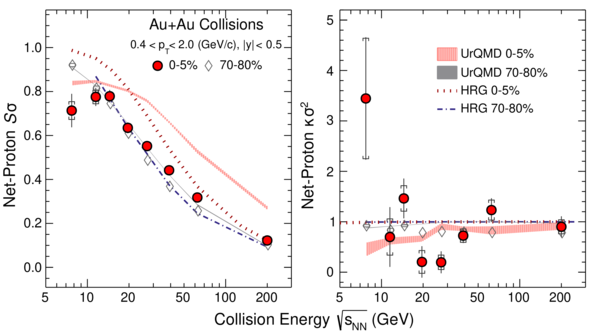 Au+Au Collisions
0.4 < pT < 2.0 (GeV/c), |y| < 0.5
0-5%
70-80%
Net-Proton Sσ
1.0
0.8
0.6
0.4
0.2
0.0
5
10
20
50
100
200
Net-Proton κσ²
UrQMD 0-5%
UrQMD 70-80%
HRG 0-5%
HRG 70-80%
5
4
3
2
1
0
5
10
20
50
100
200
Collision Energy √sNN (GeV)